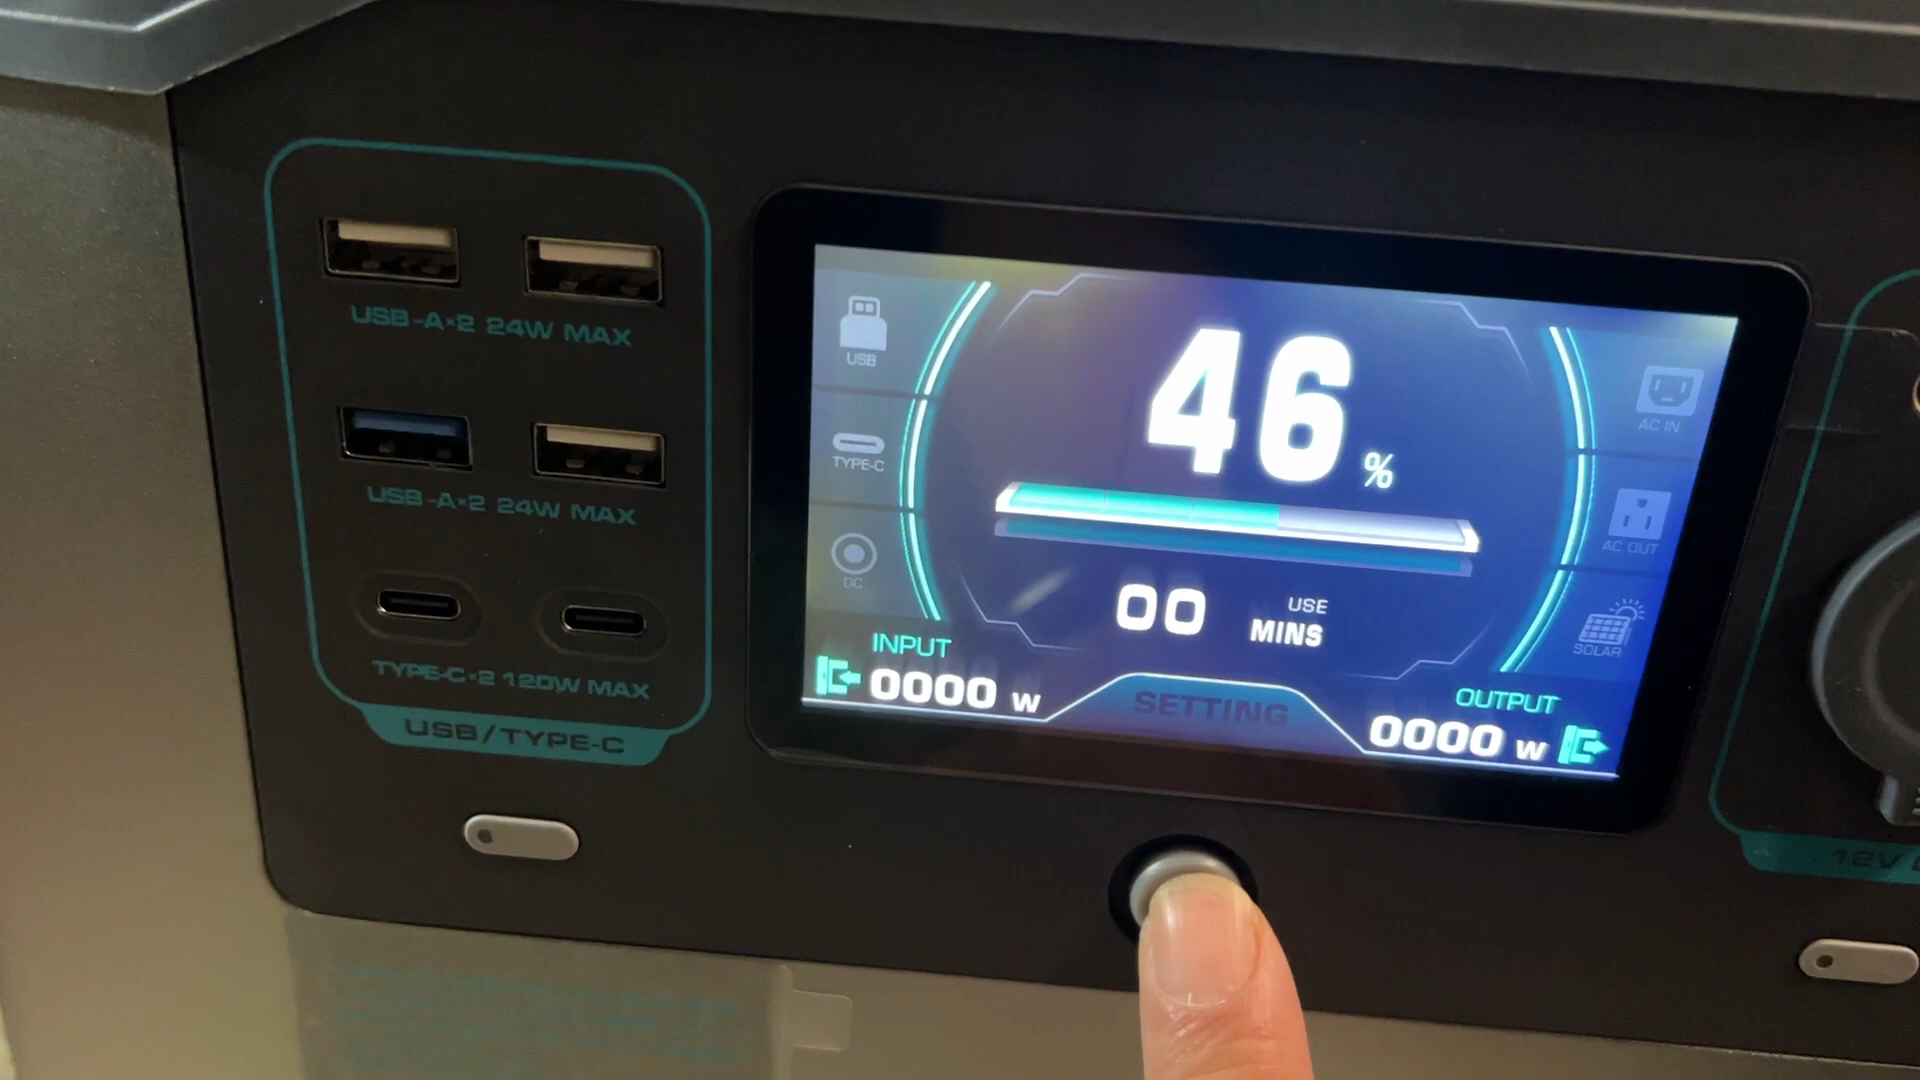 USB-A×2 24W MAX
USB-A×2 24W MAX
TYPE-C×2 120W MAX
USB/TYPE-C
USB
TYPE-C
DC
46 %
00 USE MINS
INPUT
0000 W
SETTING
OUTPUT
0000 W
AC IN
AC OUT
SOLAR
12V